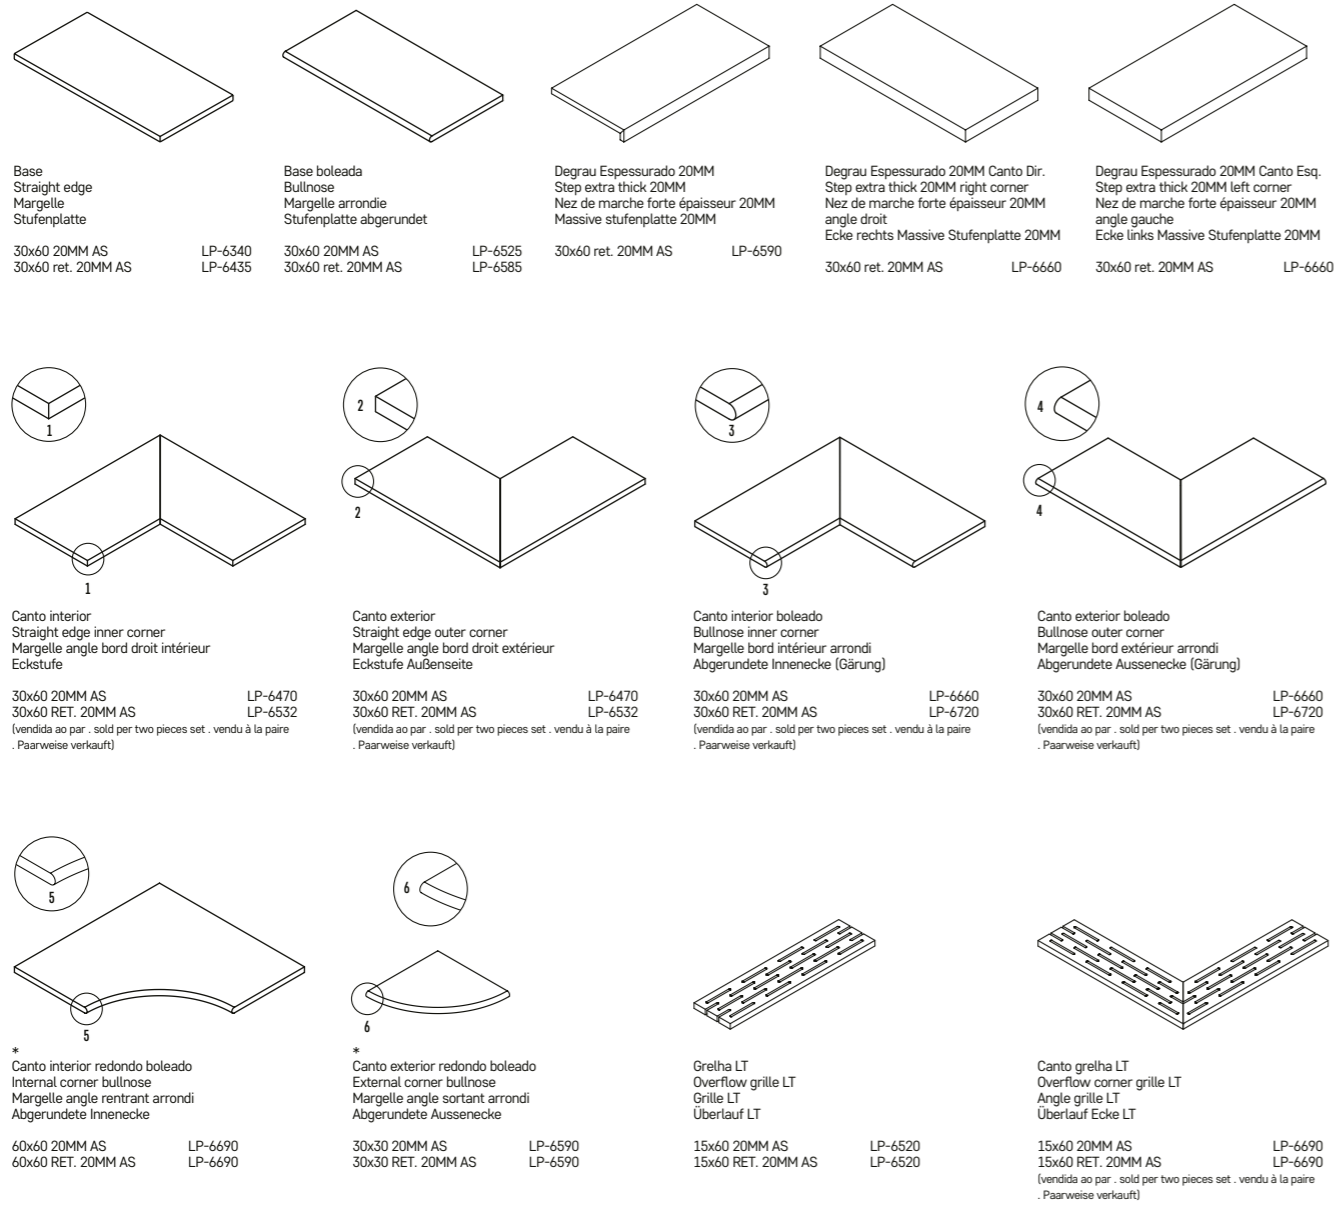 Base
Straight edge
Margelle
Stufenplatte
30x60 20MM AS LP-6340
30x60 ret. 20MM AS LP-6435
Base boleada
Bullnose
Margelle arrondie
Stufenplatte abgerundet
30x60 20MM AS LP-6525
30x60 ret. 20MM AS LP-6585
Degrau Espessurado 20MM
Step extra thick 20MM
Nez de marche forte épaisseur 20MM
Massive stufenplatte 20MM
30x60 ret. 20MM AS LP-6590
Degrau Espessurado 20MM Canto Dir.
Step extra thick 20MM right corner
Nez de marche forte épaisseur 20MM
angle droit
Ecke rechts Massive Stufenplatte 20MM
30x60 ret. 20MM AS LP-6660
Degrau Espessurado 20MM Canto Esq.
Step extra thick 20MM left corner
Nez de marche forte épaisseur 20MM
angle gauche
Ecke links Massive Stufenplatte 20MM
30x60 ret. 20MM AS LP-6660
1
1
Canto interior
Straight edge inner corner
Margelle angle bord droit intérieur
Eckstufe
30x60 20MM AS LP-6470
30x60 RET. 20MM AS LP-6532
(vendida ao par . sold per two pieces set . vendu à la paire
. Paarweise verkauft)
2
2
Canto exterior
Straight edge outer corner
Margelle angle bord droit extérieur
Eckstufe Außenseite
30x60 20MM AS LP-6470
30x60 RET. 20MM AS LP-6532
(vendida ao par . sold per two pieces set . vendu à la paire
. Paarweise verkauft)
3
3
Canto interior boleado
Bullnose inner corner
Margelle bord intérieur arrondi
Abgerundete Innenecke (Gärung)
30x60 20MM AS LP-6660
30x60 RET. 20MM AS LP-6720
(vendida ao par . sold per two pieces set . vendu à la paire
. Paarweise verkauft)
4
4
Canto exterior boleado
Bullnose outer corner
Margelle bord extérieur arrondi
Abgerundete Aussenecke (Gärung)
30x60 20MM AS LP-6660
30x60 RET. 20MM AS LP-6720
(vendida ao par . sold per two pieces set . vendu à la paire
. Paarweise verkauft)
5
5
*
Canto interior redondo boleado
Internal corner bullnose
Margelle angle rentrant arrondi
Abgerundete Innenecke
60x60 20MM AS LP-6690
60x60 RET. 20MM AS LP-6690
6
6
*
Canto exterior redondo boleado
External corner bullnose
Margelle angle sortant arrondi
Abgerundete Aussenecke
30x30 20MM AS LP-6590
30x30 RET. 20MM AS LP-6590
Grelha LT
Overflow grille LT
Grille LT
Überlauf LT
15x60 20MM AS LP-6520
15x60 RET. 20MM AS LP-6520
Canto grelha LT
Overflow corner grille LT
Angle grille LT
Überlauf Ecke LT
15x60 20MM AS LP-6690
15x60 RET. 20MM AS LP-6690
(vendida ao par . sold per two pieces set . vendu à la paire
. Paarweise verkauft)